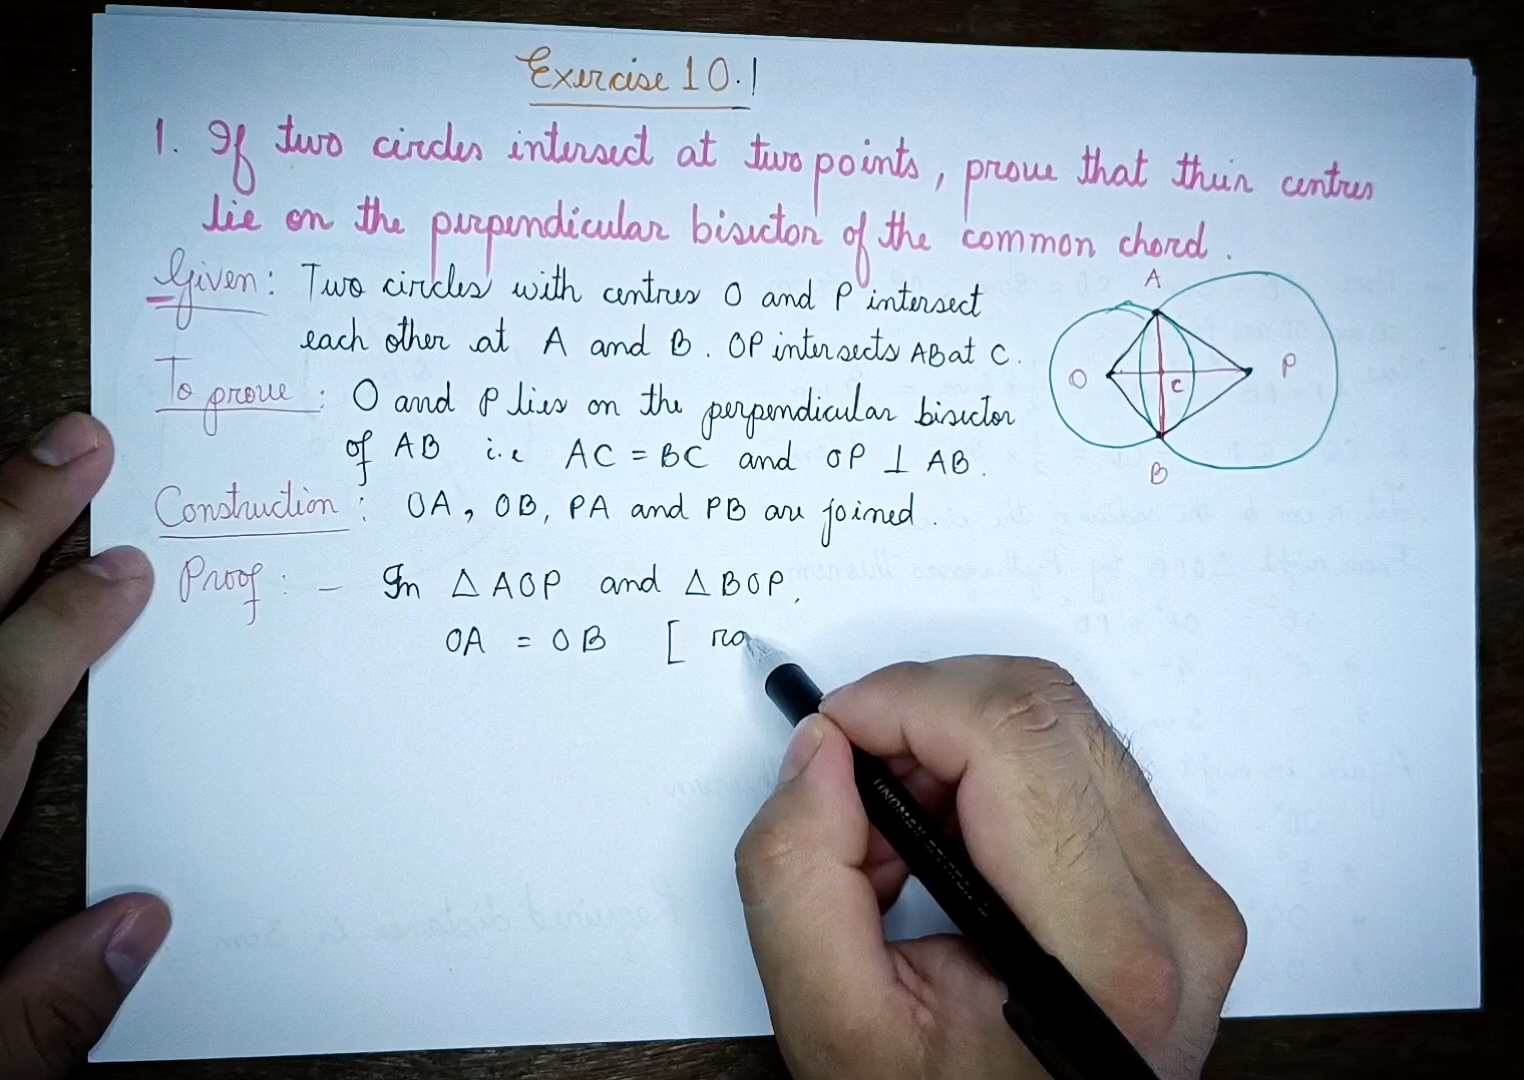 Exercise 10.1
1. If two circles intersect at two points, prove that their centres
lie on the perpendicular bisector of the common chord.
Given: Two circles with centres O and P intersect
each other at A and B. OP intersects AB at C.
To prove: O and P lies on the perpendicular bisector
of AB i.e AC = BC and OP ⊥ AB.
Construction: OA, OB, PA and PB are joined.
Proof: - In △AOP and △BOP,
OA = OB [ ra
A
O
C
P
B